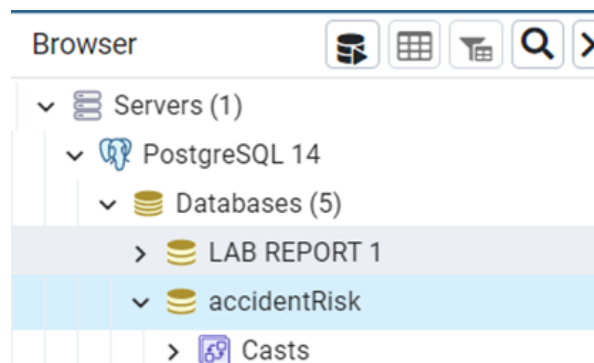 Browser
Servers (1)
PostgreSQL 14
Databases (5)
LAB REPORT 1
accidentRisk
Casts